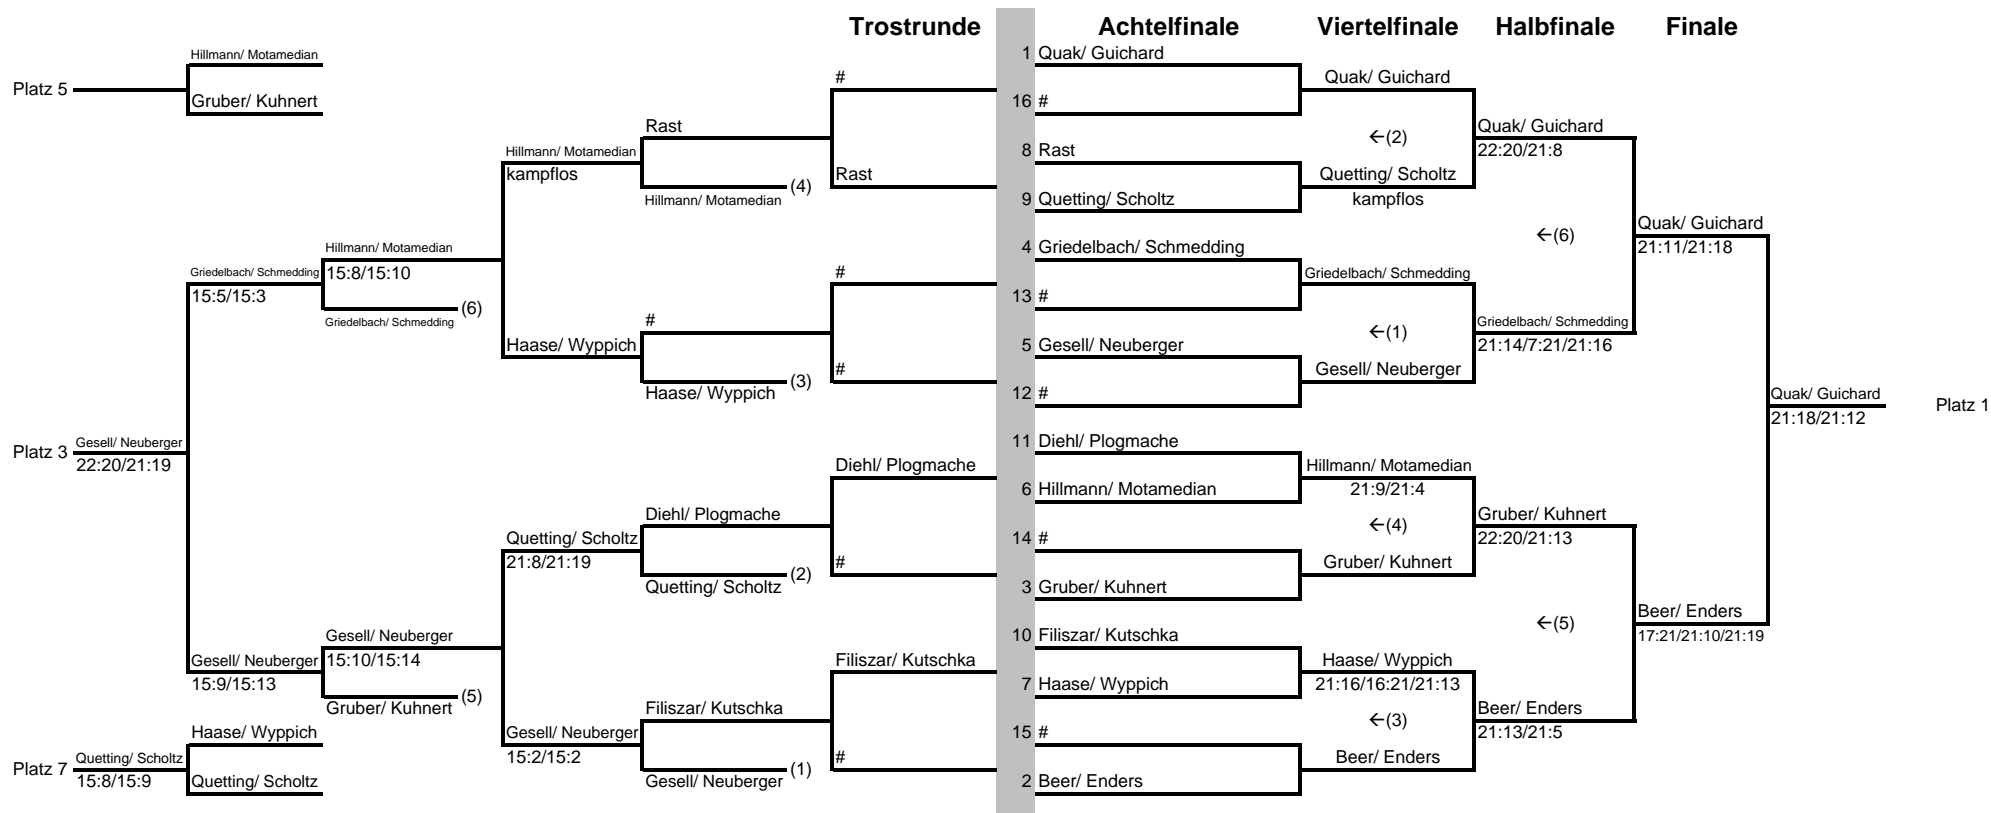 Trostrunde Achtelfinale Viertelfinale Halbfinale Finale
Hillmann/ Motamedian
1 Quak/ Guichard
Platz 5
# Quak/ Guichard
Gruber/ Kuhnert
16 #
Rast
Quak/ Guichard
←(2)
Hillmann/ Motamedian
8 Rast
22:20/21:8
kampflos
Rast
Quetting/ Scholtz
(4)
Hillmann/ Motamedian
9 Quetting/ Scholtz
kampflos
Quak/ Guichard
←(6)
Hillmann/ Motamedian
4 Griedelbach/ Schmedding
21:11/21:18
Griedelbach/ Schmedding
15:8/15:10
#
Griedelbach/ Schmedding
15:5/15:3
13 #
(6)
Griedelbach/ Schmedding
#
←(1)
Griedelbach/ Schmedding
Haase/ Wyppich
5 Gesell/ Neuberger
21:14/7:21/21:16
#
Gesell/ Neuberger
(3)
Haase/ Wyppich
12 #
Quak/ Guichard
Platz 1
21:18/21:12
Platz 3
Gesell/ Neuberger
22:20/21:19
11 Diehl/ Plogmache
Diehl/ Plogmache
Hillmann/ Motamedian
6 Hillmann/ Motamedian
21:9/21:4
Diehl/ Plogmache
←(4)
Gruber/ Kuhnert
Quetting/ Scholtz
14 #
22:20/21:13
21:8/21:19
#
Gruber/ Kuhnert
(2)
Quetting/ Scholtz
3 Gruber/ Kuhnert
Beer/ Enders
←(5)
Gesell/ Neuberger
10 Filiszar/ Kutschka
17:21/21:10/21:19
Gesell/ Neuberger
15:10/15:14
Filiszar/ Kutschka
Haase/ Wyppich
15:9/15:13
7 Haase/ Wyppich
21:16/16:21/21:13
(5)
Gruber/ Kuhnert
Filiszar/ Kutschka
←(3)
Beer/ Enders
Haase/ Wyppich
Gesell/ Neuberger
15 #
21:13/21:5
15:2/15:2
#
Beer/ Enders
Platz 7
Quetting/ Scholtz
15:8/15:9
Quetting/ Scholtz
(1)
Gesell/ Neuberger
2 Beer/ Enders